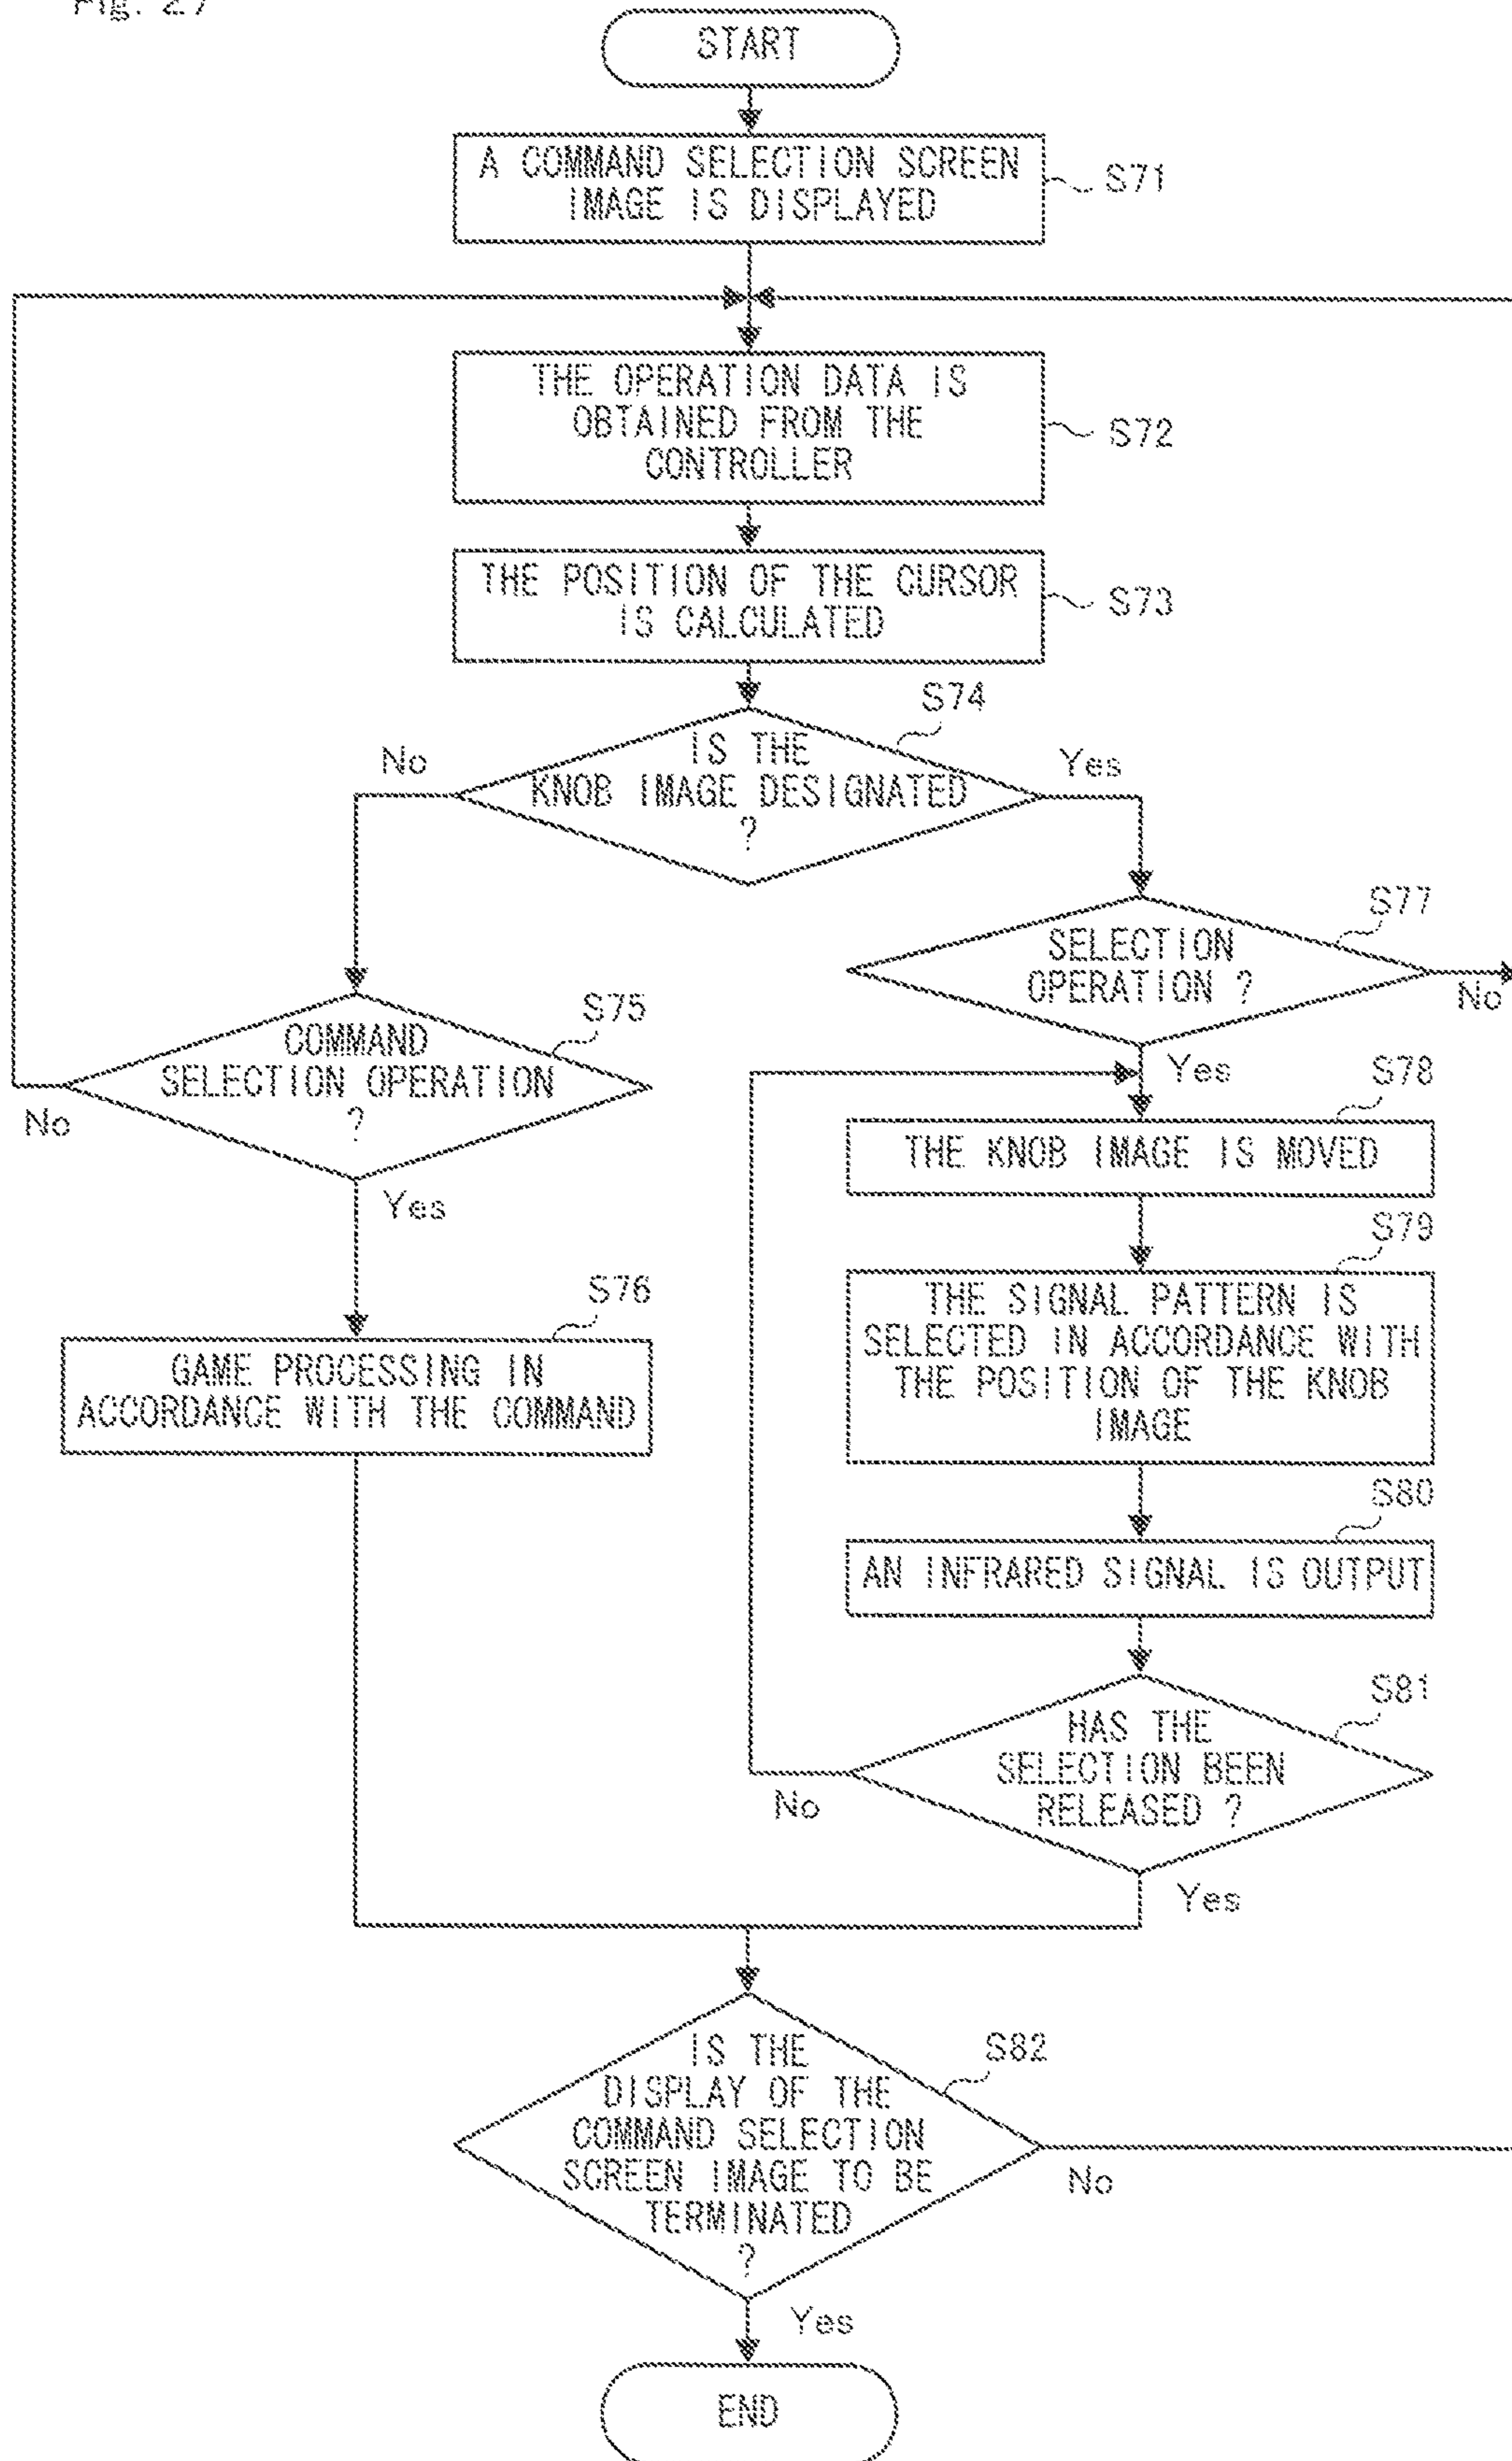 Fig. 27
START
A COMMAND SELECTION SCREEN
IMAGE IS DISPLAYED
S71
THE OPERATION DATA IS
OBTAINED FROM THE
CONTROLLER
S72
THE POSITION OF THE CURSOR
IS CALCULATED
S73
S74
IS THE
KNOB IMAGE DESIGNATED
?
No
Yes
S77
SELECTION
OPERATION ?
No
Yes
S75
COMMAND
SELECTION OPERATION
?
No
Yes
S78
THE KNOB IMAGE IS MOVED
S79
THE SIGNAL PATTERN IS
SELECTED IN ACCORDANCE WITH
THE POSITION OF THE KNOB
IMAGE
S76
GAME PROCESSING IN
ACCORDANCE WITH THE COMMAND
S80
AN INFRARED SIGNAL IS OUTPUT
S81
HAS THE
SELECTION BEEN
RELEASED ?
No
Yes
S82
IS THE
DISPLAY OF THE
COMMAND SELECTION
SCREEN IMAGE TO BE
TERMINATED
?
No
Yes
END